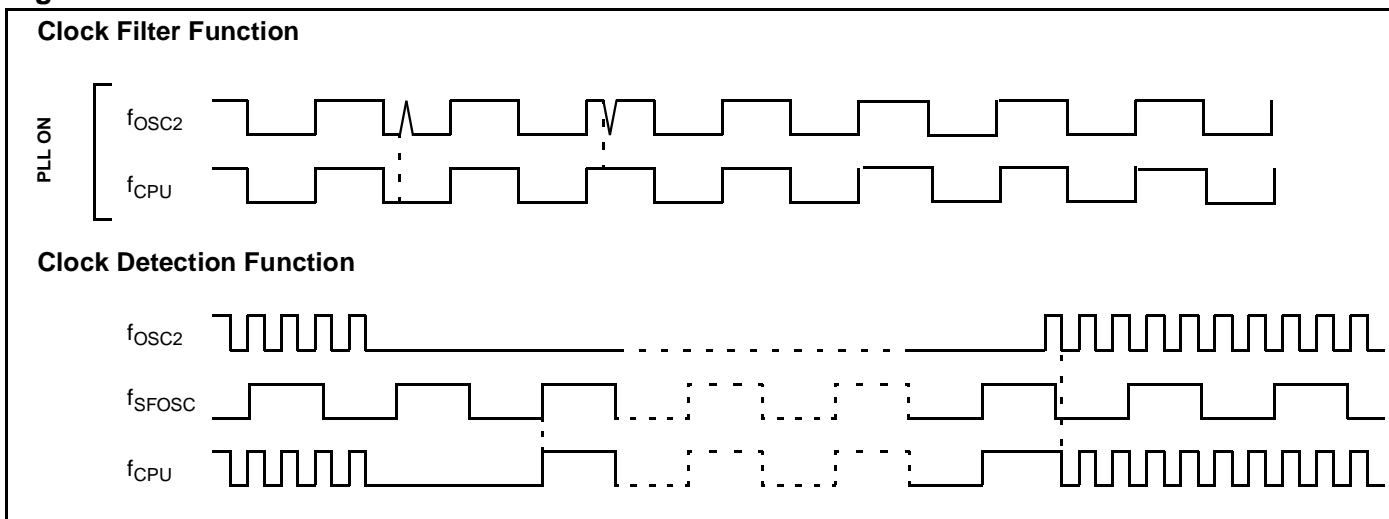 Clock Filter Function
PLL ON
fOSC2
fCPU
Clock Detection Function
fOSC2
fSFOSC
fCPU